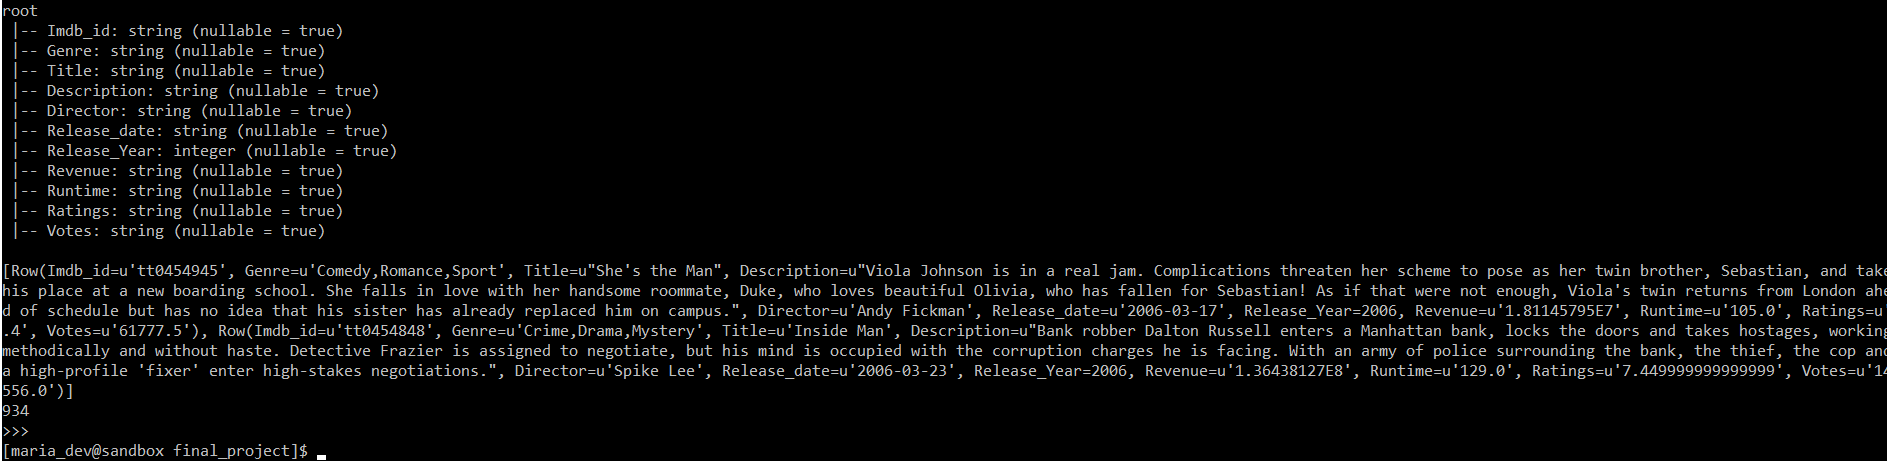 root
 |-- Imdb_id: string (nullable = true)
 |-- Genre: string (nullable = true)
 |-- Title: string (nullable = true)
 |-- Description: string (nullable = true)
 |-- Director: string (nullable = true)
 |-- Release_date: string (nullable = true)
 |-- Release_Year: integer (nullable = true)
 |-- Revenue: string (nullable = true)
 |-- Runtime: string (nullable = true)
 |-- Ratings: string (nullable = true)
 |-- Votes: string (nullable = true)
[Row(Imdb_id=u'tt0454945', Genre=u'Comedy,Romance,Sport', Title=u"She's the Man", Description=u"Viola Johnson is in a real jam. Complications threaten her scheme to pose as her twin brother, Sebastian, and take
his place at a new boarding school. She falls in love with her handsome roommate, Duke, who loves beautiful Olivia, who has fallen for Sebastian! As if that were not enough, Viola's twin returns from London ahe
d of schedule but has no idea that his sister has already replaced him on campus.", Director=u'Andy Fickman', Release_date=u'2006-03-17', Release_Year=2006, Revenue=u'1.81145795E7', Runtime=u'105.0', Ratings=u'
.4', Votes=u'61777.5'), Row(Imdb_id=u'tt0454848', Genre=u'Crime,Drama,Mystery', Title=u'Inside Man', Description=u"Bank robber Dalton Russell enters a Manhattan bank, locks the doors and takes hostages, working
methodically and without haste. Detective Frazier is assigned to negotiate, but his mind is occupied with the corruption charges he is facing. With an army of police surrounding the bank, the thief, the cop and
a high-profile 'fixer' enter high-stakes negotiations.", Director=u'Spike Lee', Release_date=u'2006-03-23', Release_Year=2006, Revenue=u'1.36438127E8', Runtime=u'129.0', Ratings=u'7.449999999999999', Votes=u'14
556.0')]
934
>>>
[maria_dev@sandbox final_project]$